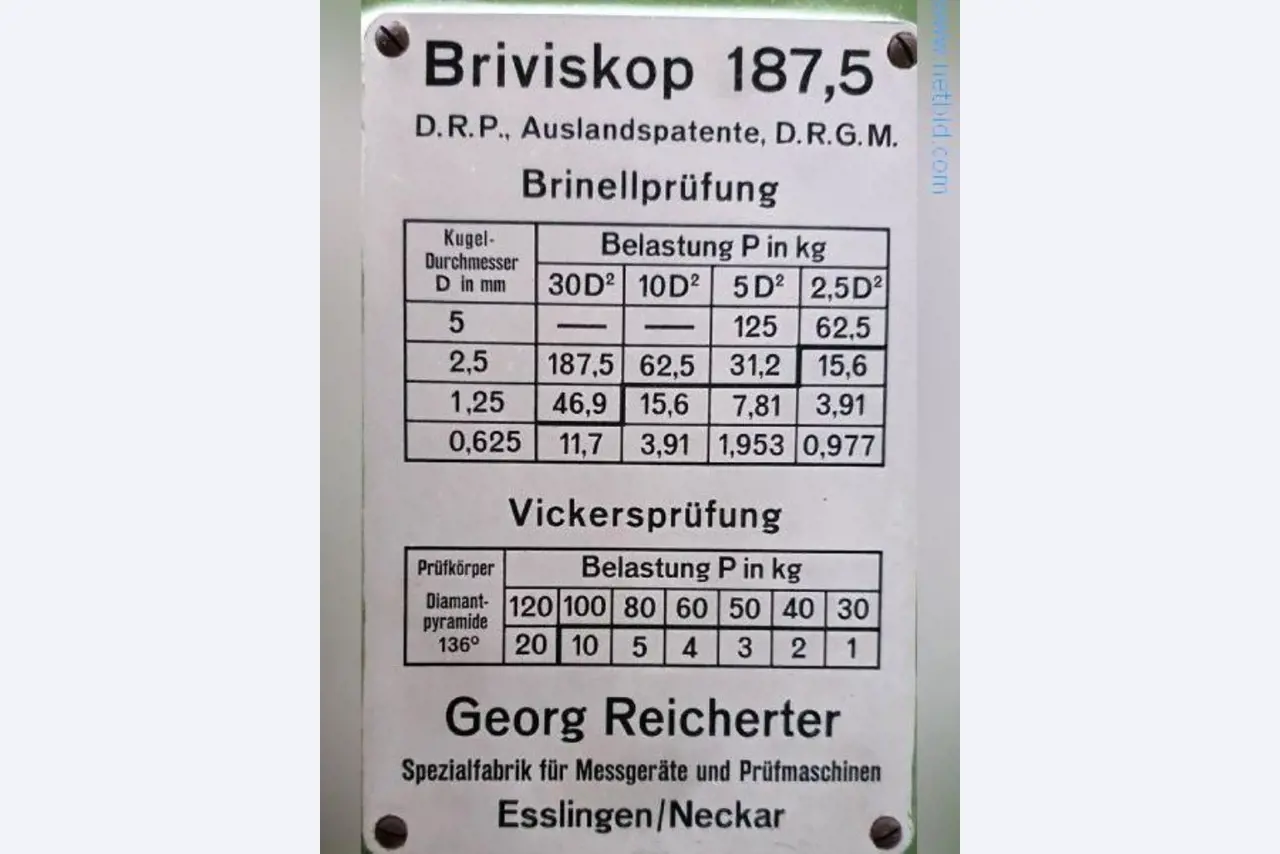 Briviskop 187,5
D.R.P., Auslandspatente, D.R.G.M.
Brinellprüfung
Kugel-
Durchmesser
D in mm
Belastung P in kg
30D² 10D² 5D² 2,5D²
5 — — 125 62,5
2,5 187,5 62,5 31,2 15,6
1,25 46,9 15,6 7,81 3,91
0,625 11,7 3,91 1,953 0,977
Vickersprüfung
Prüfkörper
Diamant-
pyramide
136°
Belastung P in kg
120 100 80 60 50 40 30
20 10 5 4 3 2 1
Georg Reicherter
Spezialfabrik für Messgeräte und Prüfmaschinen
Esslingen/Neckar
www.netbid.com